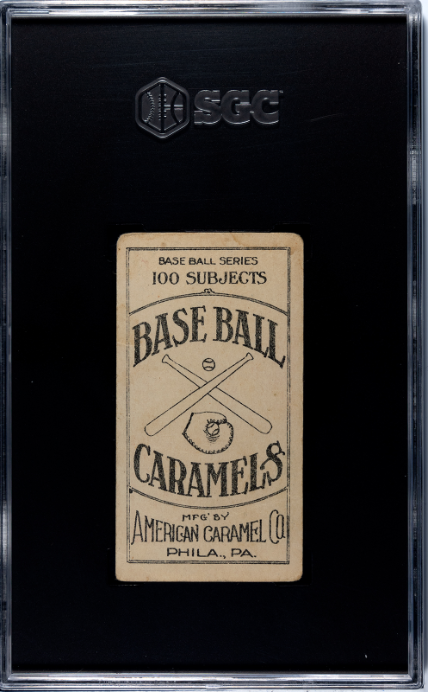 SGC
BASE BALL SERIES
100 SUBJECTS
BASE BALL
CARAMELS
MFG' BY
AMERICAN CARAMEL CO
PHILA., PA.